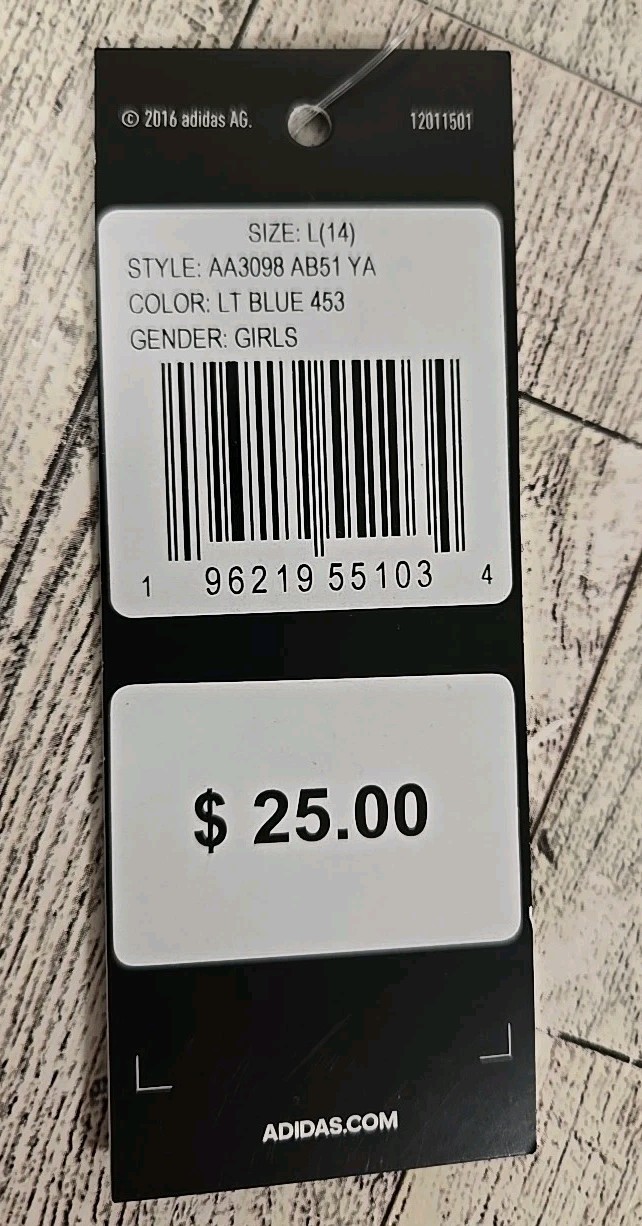 © 2016 adidas AG. 12011501
SIZE: L(14)
STYLE: AA3098 AB51 YA
COLOR: LT BLUE 453
GENDER: GIRLS
1 96219 55103 4
$ 25.00
ADIDAS.COM